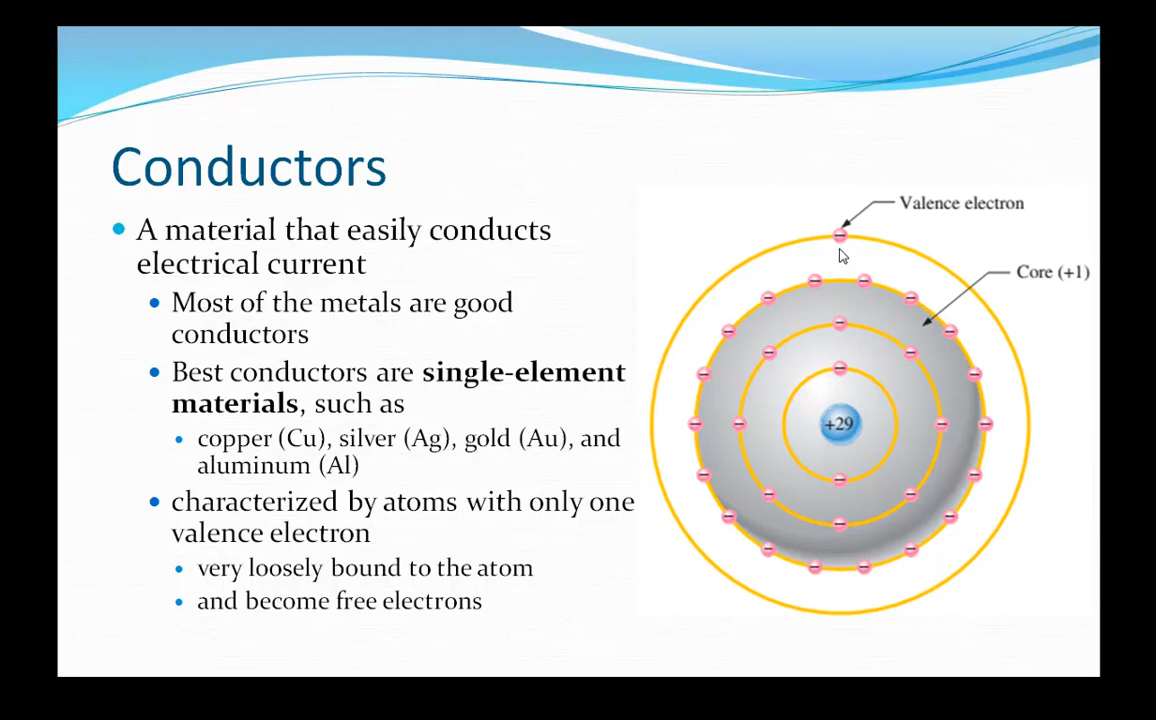 Conductors
• A material that easily conducts
electrical current
• Most of the metals are good
conductors
• Best conductors are single-element
materials, such as
• copper (Cu), silver (Ag), gold (Au), and
aluminum (Al)
• characterized by atoms with only one
valence electron
• very loosely bound to the atom
• and become free electrons
Valence electron
Core (+1)
+29